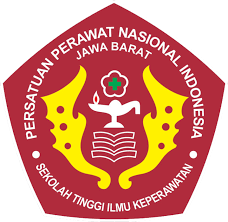 PERSATUAN PERAWAT NASIONAL INDONESIA
JAWA BARAT
• SEKOLAH TINGGI ILMU KEPERAWATAN •